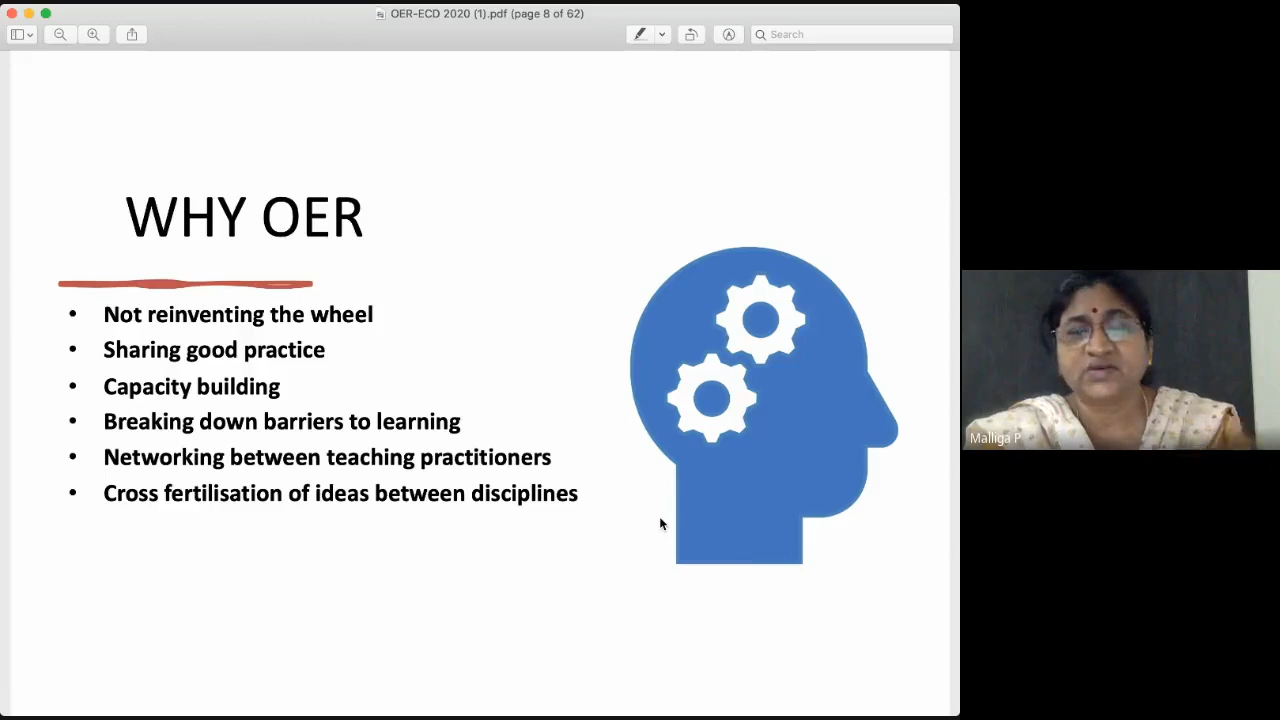 OER-ECD 2020 (1).pdf (page 8 of 62)
Search
WHY OER
• Not reinventing the wheel
• Sharing good practice
• Capacity building
• Breaking down barriers to learning
• Networking between teaching practitioners
• Cross fertilisation of ideas between disciplines
Malliga P